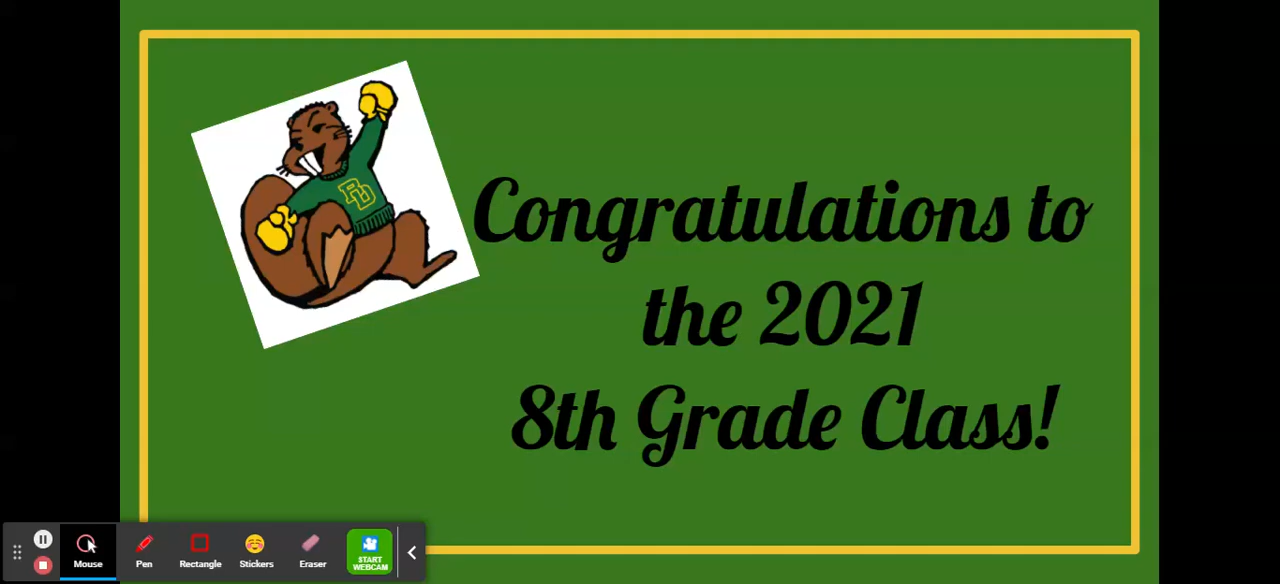 Congratulations to
the 2021
8th Grade Class!
Mouse
Pen
Rectangle
Stickers
Eraser
START
WEBCAM